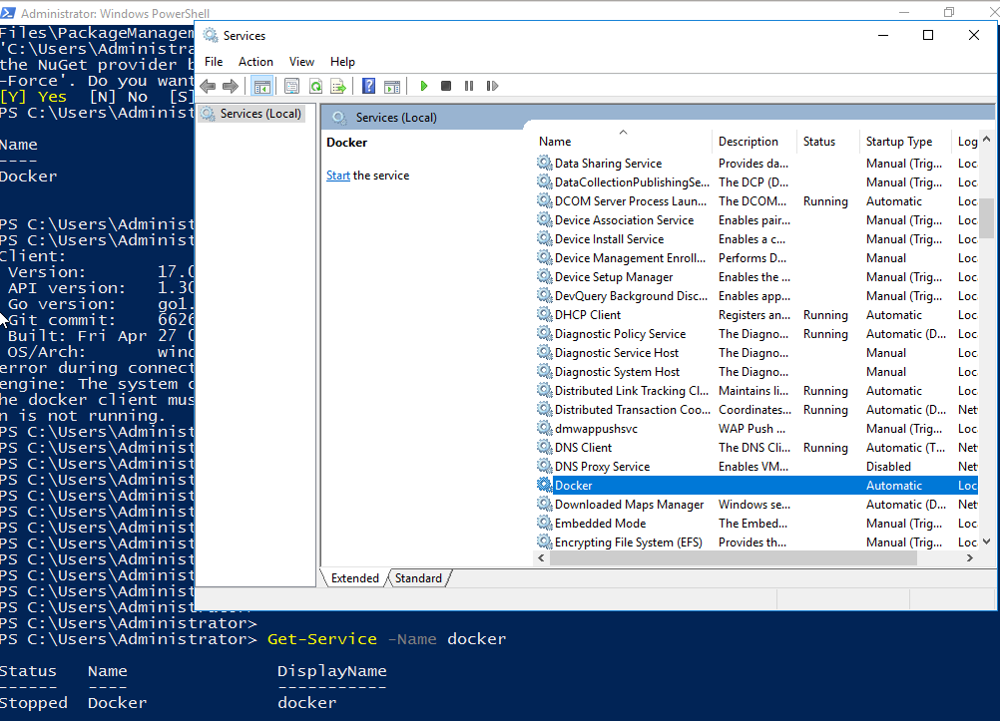 Administrator: Windows PowerShell
Files\PackageManagem
'C:\Users\Administra
the NuGet provider b
-Force'. Do you want
[Y] Yes [N] No [S]
PS C:\Users\Administ
Name
----
Docker
PS C:\Users\Administ
PS C:\Users\Administ
Client:
Version: 17.0
API version: 1.30
Go version: go1.
Git commit: 6626
Built: Fri Apr 27 0
OS/Arch: wind
error during connect
engine: The system c
he docker client mus
n is not running.
PS C:\Users\Administ
PS C:\Users\Administ
PS C:\Users\Administ
PS C:\Users\Administ
PS C:\Users\Administ
PS C:\Users\Administ
PS C:\Users\Administ
PS C:\Users\Administ
PS C:\Users\Administ
PS C:\Users\Administ
PS C:\Users\Administ
PS C:\Users\Administ
PS C:\Users\Administrator>
PS C:\Users\Administrator> Get-Service -Name docker
Status Name DisplayName
------ ---- -----------
Stopped Docker docker
Services
File Action View Help
Services (Local)
Services (Local)
Docker
Start the service
Name Description Status Startup Type Log
Data Sharing Service Provides da... Manual (Trig... Loc
DataCollectionPublishingSe... The DCP (D... Manual (Trig... Loc
DCOM Server Process Laun... The DCOM... Running Automatic Loc
Device Association Service Enables pair... Manual (Trig... Loc
Device Install Service Enables a c... Manual (Trig... Loc
Device Management Enroll... Performs D... Manual Loc
Device Setup Manager Enables the ... Manual (Trig... Loc
DevQuery Background Disc... Enables app... Manual (Trig... Loc
DHCP Client Registers an... Running Automatic Loc
Diagnostic Policy Service The Diagno... Running Automatic (D... Loc
Diagnostic Service Host The Diagno... Manual Loc
Diagnostic System Host The Diagno... Manual Loc
Distributed Link Tracking Cl... Maintains li... Running Automatic Loc
Distributed Transaction Coo... Coordinates... Running Automatic (D... Net
dmwappushsvc WAP Push ... Manual (Trig... Loc
DNS Client The DNS Cli... Running Automatic (T... Net
DNS Proxy Service Enables VM... Disabled Net
Docker Automatic Loc
Downloaded Maps Manager Windows se... Automatic (D... Net
Embedded Mode The Embed... Manual (Trig... Loc
Encrypting File System (EFS) Provides th... Manual (Trig... Loc
Extended Standard